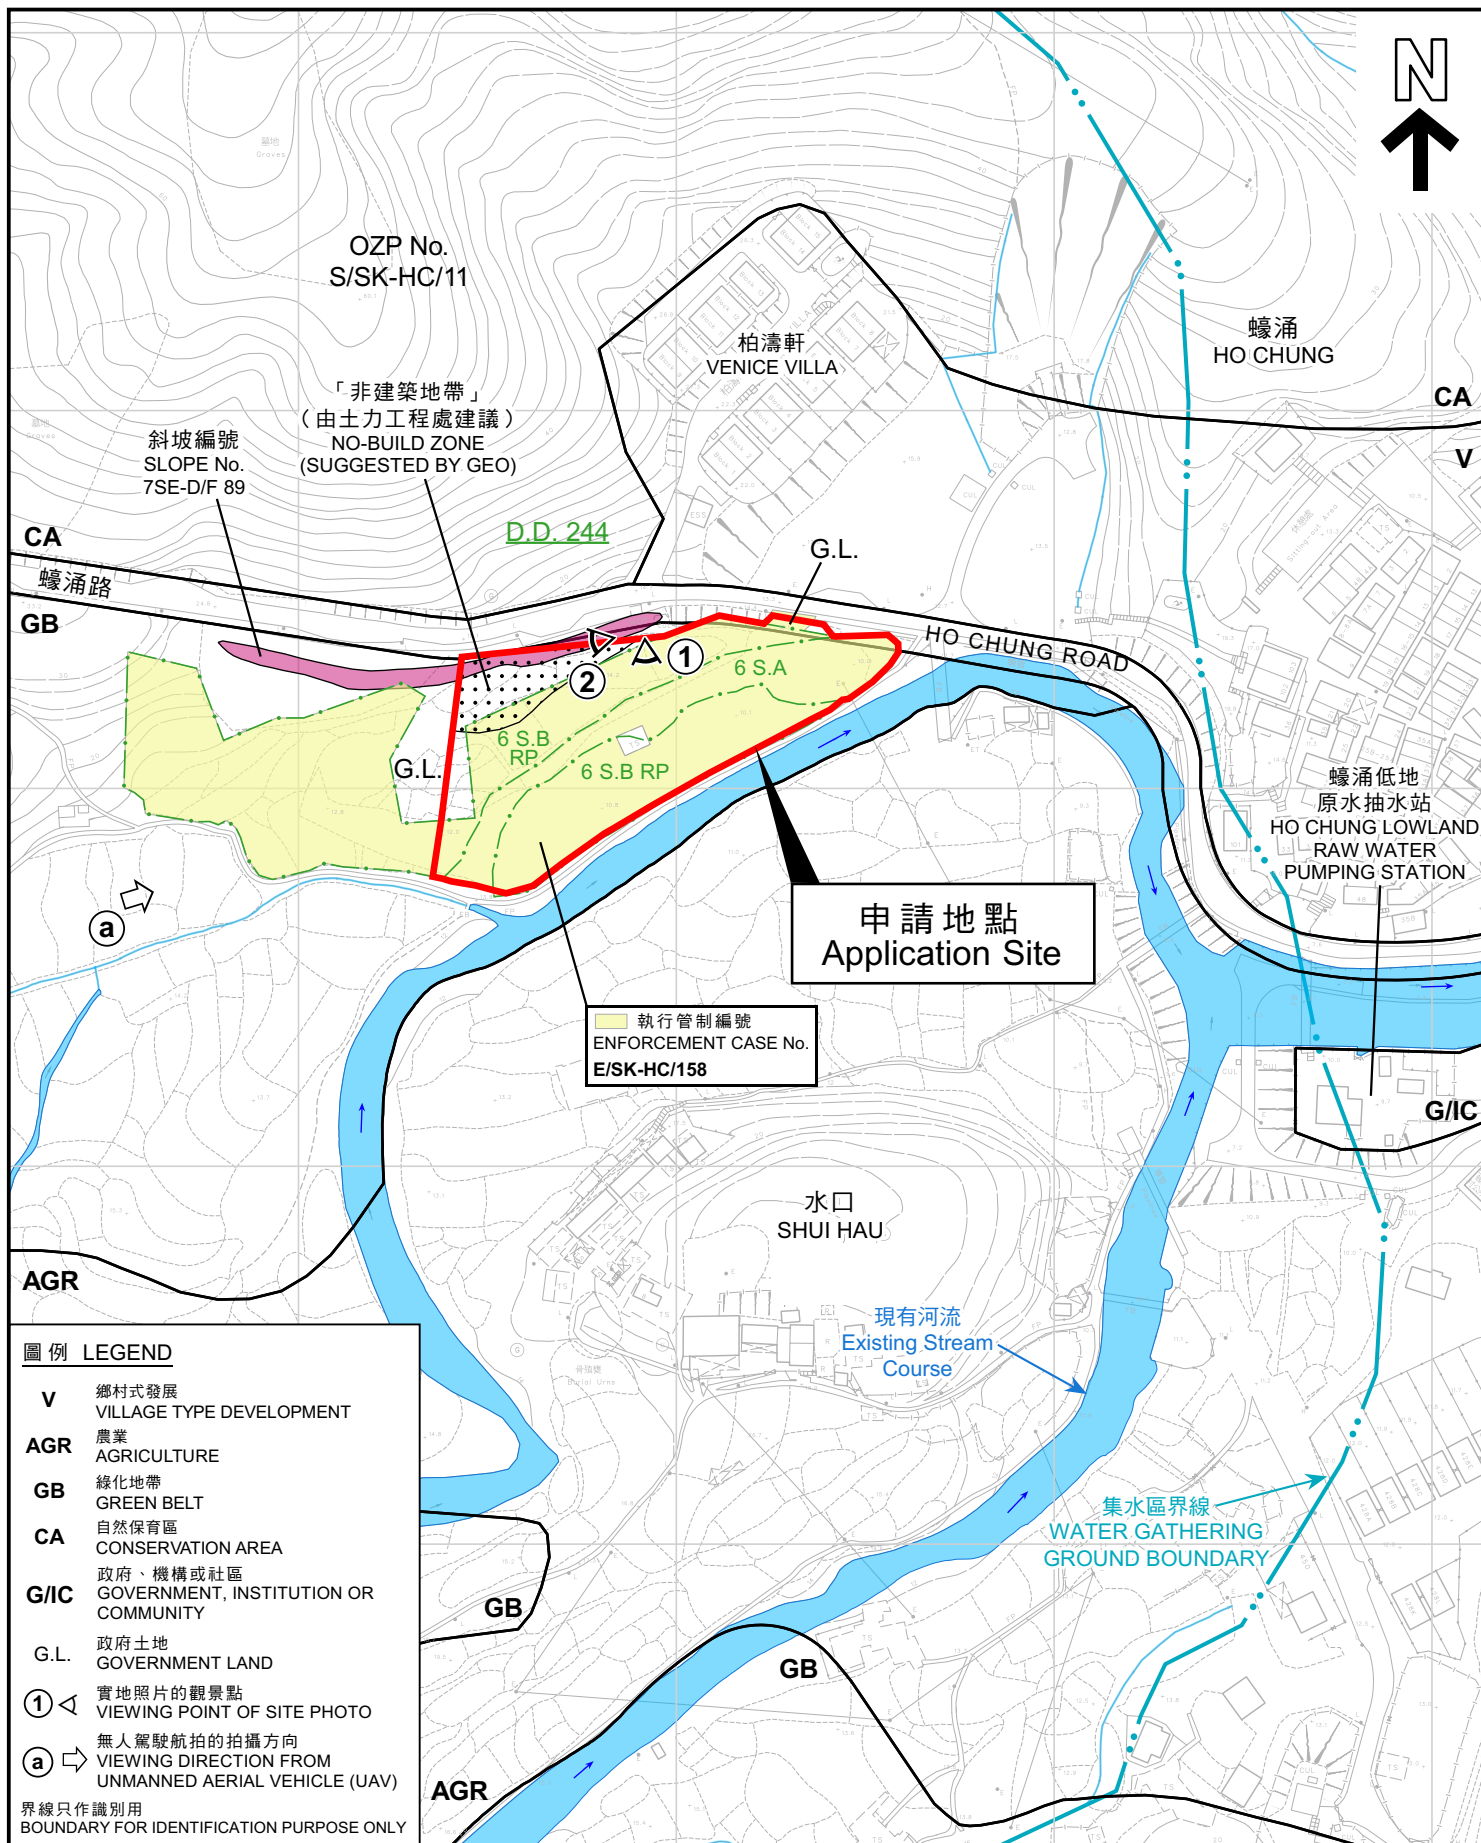 N
OZP No.
S/SK-HC/11
墓地
Graves
墓地
Graves
柏濤軒
VENICE VILLA
蠔涌
HO CHUNG
CA
V
「非建築地帶」
（由土力工程處建議）
NO-BUILD ZONE
(SUGGESTED BY GEO)
斜坡編號
SLOPE No.
7SE-D/F 89
D.D. 244
G.L.
CA
蠔涌路
GB
HO CHUNG ROAD
1
2
6 S.A
6 S.B
RP
6 S.B RP
G.L.
a
蠔涌低地
原水抽水站
HO CHUNG LOWLAND
RAW WATER
PUMPING STATION
申請地點
Application Site
執行管制編號
ENFORCEMENT CASE No.
E/SK-HC/158
G/IC
水口
SHUI HAU
AGR
現有河流
Existing Stream
Course
骨殖甕
Burial Urns
集水區界線
WATER GATHERING
GROUND BOUNDARY
GB
GB
AGR
圖例 LEGEND
V 鄉村式發展
VILLAGE TYPE DEVELOPMENT
AGR 農業
AGRICULTURE
GB 綠化地帶
GREEN BELT
CA 自然保育區
CONSERVATION AREA
G/IC 政府、機構或社區
GOVERNMENT, INSTITUTION OR
COMMUNITY
G.L. 政府土地
GOVERNMENT LAND
1 實地照片的觀景點
VIEWING POINT OF SITE PHOTO
a 無人駕駛航拍的拍攝方向
VIEWING DIRECTION FROM
UNMANNED AERIAL VEHICLE (UAV)
界線只作識別用
BOUNDARY FOR IDENTIFICATION PURPOSE ONLY